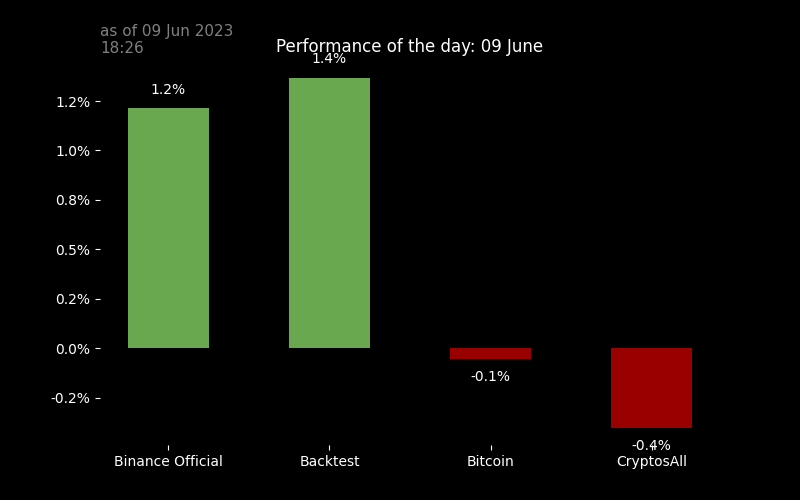 as of 09 Jun 2023
18:26
Performance of the day: 09 June
1.4%
1.2%
1.2%
1.0%
0.8%
0.5%
0.2%
0.0%
-0.2%
-0.1%
-0.4%
Binance Official
Backtest
Bitcoin
CryptosAll